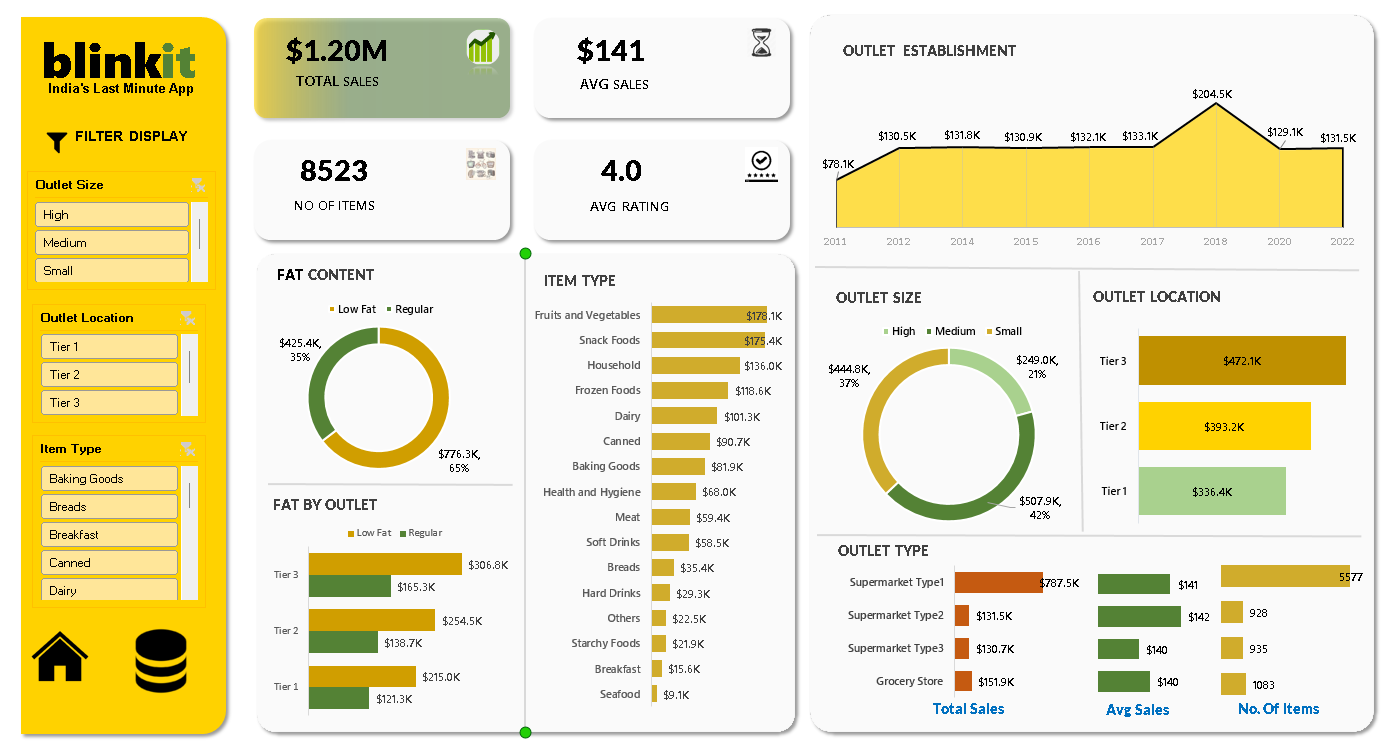 blinkit
India's Last Minute App
FILTER DISPLAY
Outlet Size
High
Medium
Small
Outlet Location
Tier 1
Tier 2
Tier 3
Item Type
Baking Goods
Breads
Breakfast
Canned
Dairy
$1.20M
TOTAL SALES
$141
AVG SALES
8523
NO OF ITEMS
4.0
AVG RATING
FAT CONTENT
Low Fat Regular
$425.4K,
35%
$776.3K,
65%
FAT BY OUTLET
Low Fat Regular
Tier 3
$306.8K
$165.3K
Tier 2
$254.5K
$138.7K
Tier 1
$215.0K
$121.3K
ITEM TYPE
Fruits and Vegetables $178.1K
Snack Foods $175.4K
Household $136.0K
Frozen Foods $118.6K
Dairy $101.3K
Canned $90.7K
Baking Goods $81.9K
Health and Hygiene $68.0K
Meat $59.4K
Soft Drinks $58.5K
Breads $35.4K
Hard Drinks $29.3K
Others $22.5K
Starchy Foods $21.9K
Breakfast $15.6K
Seafood $9.1K
OUTLET ESTABLISHMENT
$78.1K $130.5K $131.8K $130.9K $132.1K $133.1K $204.5K $129.1K $131.5K
2011 2012 2014 2015 2016 2017 2018 2020 2022
OUTLET SIZE
High Medium Small
$249.0K,
21%
$444.8K,
37%
$507.9K,
42%
OUTLET LOCATION
Tier 3 $472.1K
Tier 2 $393.2K
Tier 1 $336.4K
OUTLET TYPE
Supermarket Type1 $787.5K $141 5577
Supermarket Type2 $131.5K $142 928
Supermarket Type3 $130.7K $140 935
Grocery Store $151.9K $140 1083
Total Sales Avg Sales No. Of Items